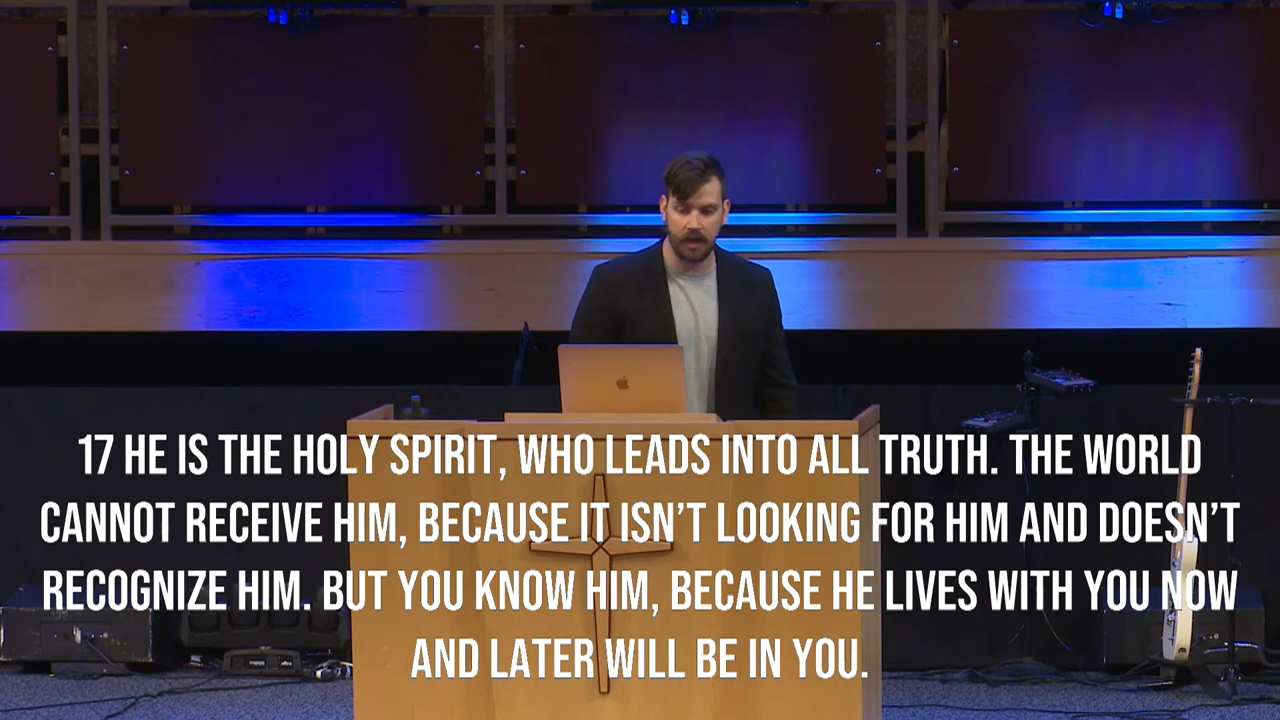 17 HE IS THE HOLY SPIRIT, WHO LEADS INTO ALL TRUTH. THE WORLD
CANNOT RECEIVE HIM, BECAUSE IT ISN’T LOOKING FOR HIM AND DOESN’T
RECOGNIZE HIM. BUT YOU KNOW HIM, BECAUSE HE LIVES WITH YOU NOW
AND LATER WILL BE IN YOU.